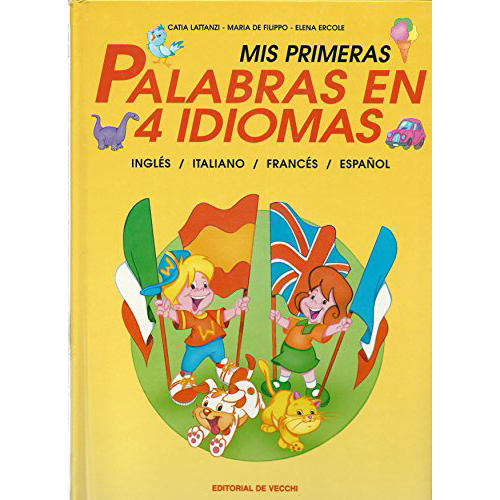 CATIA LATTANZI - MARIA DE FILIPPO - ELENA ERCOLE
MIS PRIMERAS
PALABRAS EN
4 IDIOMAS
INGLÉS / ITALIANO / FRANCÉS / ESPAÑOL
W
W
EDITORIAL DE VECCHI